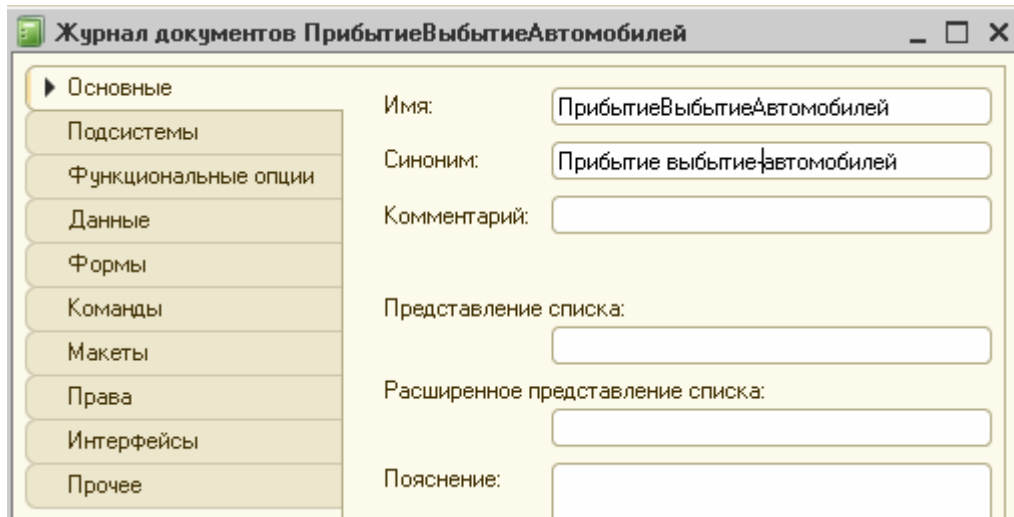 Журнал документов ПрибытиеВыбытиеАвтомобилей
Основные
Подсистемы
Функциональные опции
Данные
Формы
Команды
Макеты
Права
Интерфейсы
Прочее
Имя: ПрибытиеВыбытиеАвтомобилей
Синоним: Прибытие выбытие-автомобилей
Комментарий:
Представление списка:
Расширенное представление списка:
Пояснение: